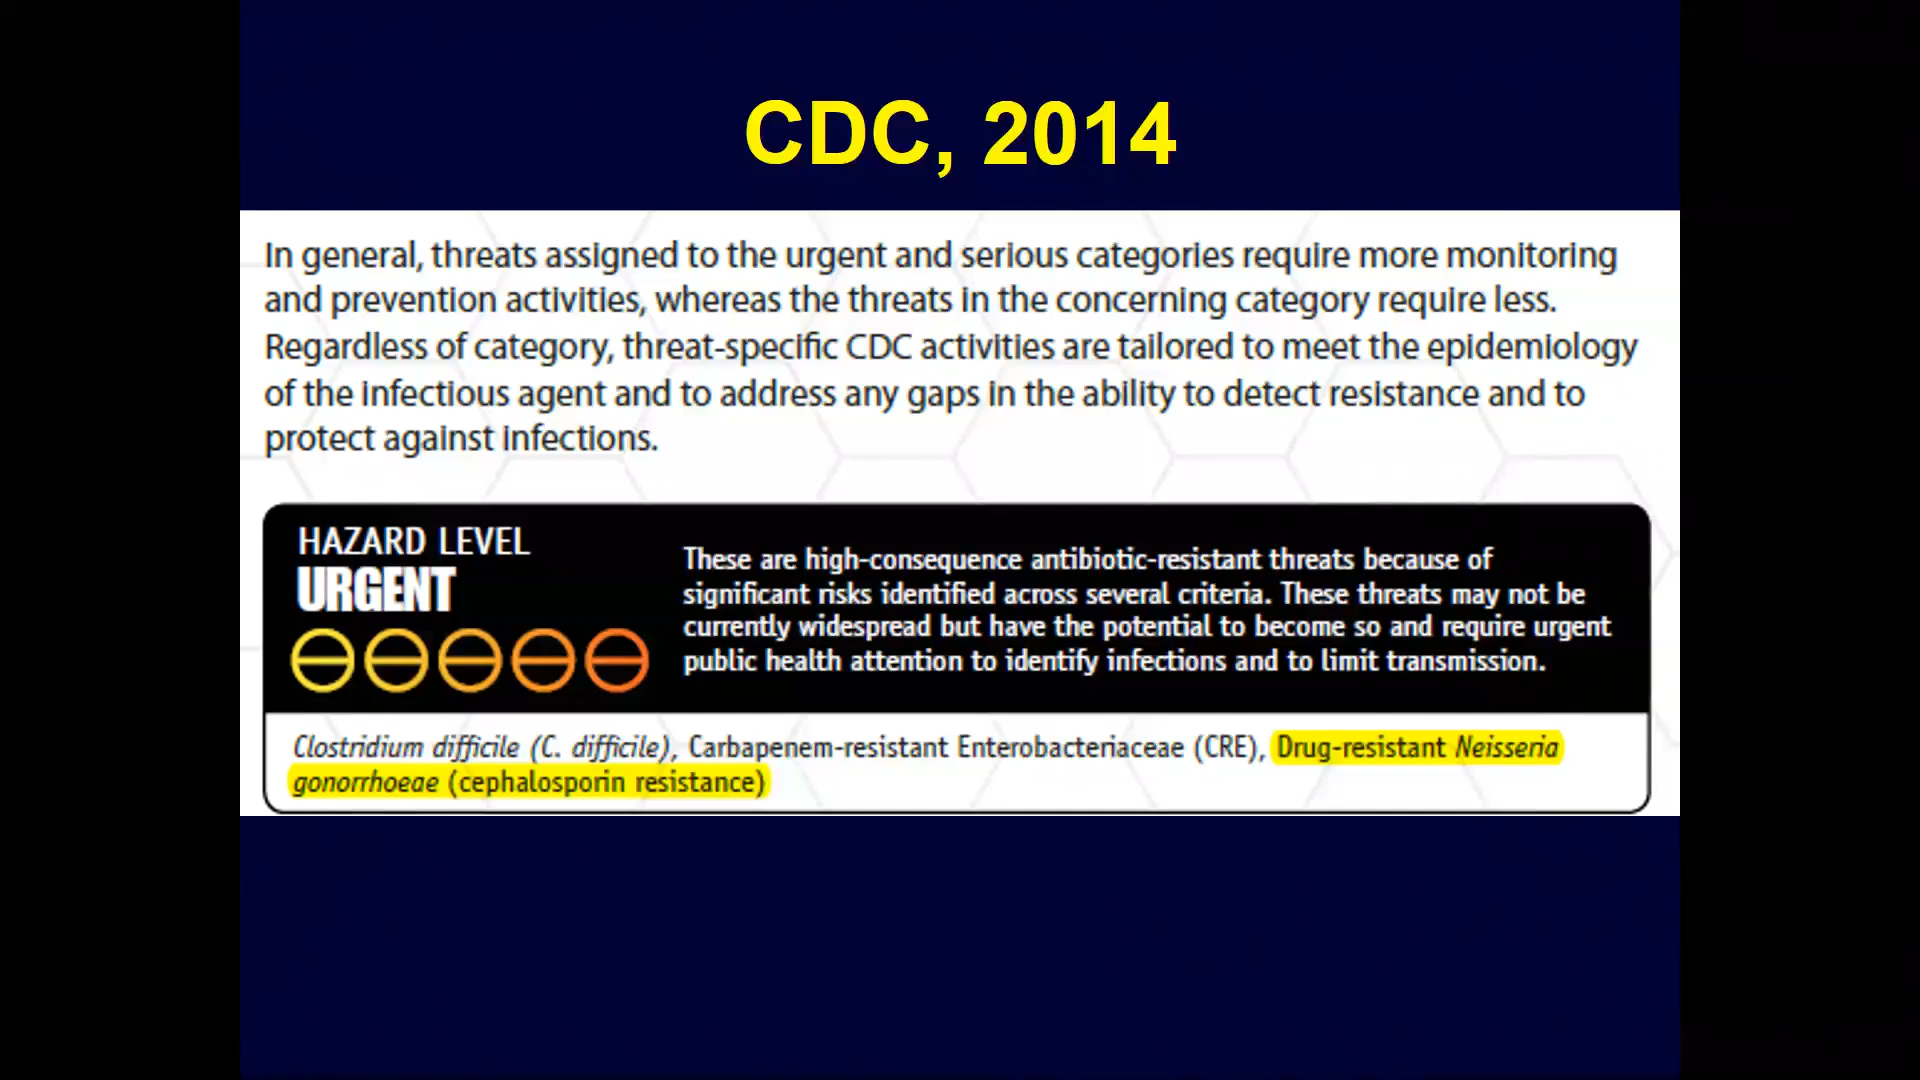 CDC, 2014
In general, threats assigned to the urgent and serious categories require more monitoring
and prevention activities, whereas the threats in the concerning category require less.
Regardless of category, threat-specific CDC activities are tailored to meet the epidemiology
of the infectious agent and to address any gaps in the ability to detect resistance and to
protect against infections.
HAZARD LEVEL
URGENT
These are high-consequence antibiotic-resistant threats because of
significant risks identified across several criteria. These threats may not be
currently widespread but have the potential to become so and require urgent
public health attention to identify infections and to limit transmission.
Clostridium difficile (C. difficile), Carbapenem-resistant Enterobacteriaceae (CRE), Drug-resistant Neisseria
gonorrhoeae (cephalosporin resistance)